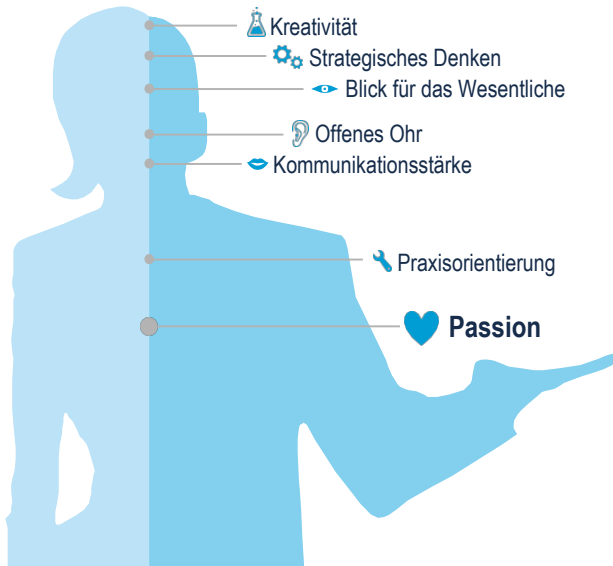 Kreativität
Strategisches Denken
Blick für das Wesentliche
Offenes Ohr
Kommunikationsstärke
Praxisorientierung
Passion